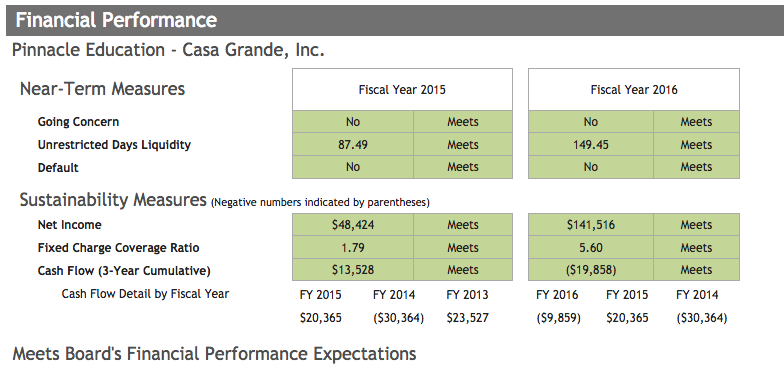 Financial Performance
Pinnacle Education - Casa Grande, Inc.
Near-Term Measures Fiscal Year 2015 Fiscal Year 2016
Going Concern No Meets No Meets
Unrestricted Days Liquidity 87.49 Meets 149.45 Meets
Default No Meets No Meets
Sustainability Measures (Negative numbers indicated by parentheses)
Net Income $48,424 Meets $141,516 Meets
Fixed Charge Coverage Ratio 1.79 Meets 5.60 Meets
Cash Flow (3-Year Cumulative) $13,528 Meets ($19,858) Meets
Cash Flow Detail by Fiscal Year FY 2015 FY 2014 FY 2013 FY 2016 FY 2015 FY 2014
$20,365 ($30,364) $23,527 ($9,859) $20,365 ($30,364)
Meets Board's Financial Performance Expectations